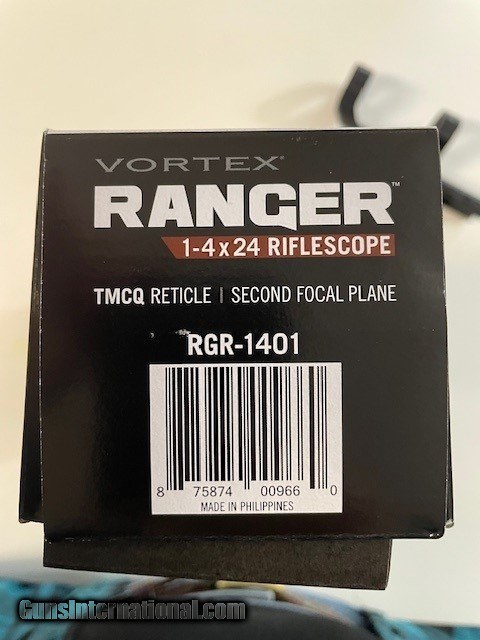 VORTEX®
RANGER™
1-4x24 RIFLESCOPE
TMCQ RETICLE | SECOND FOCAL PLANE
RGR-1401
8 75874 00966 0
MADE IN PHILIPPINES
GunsInternational.com